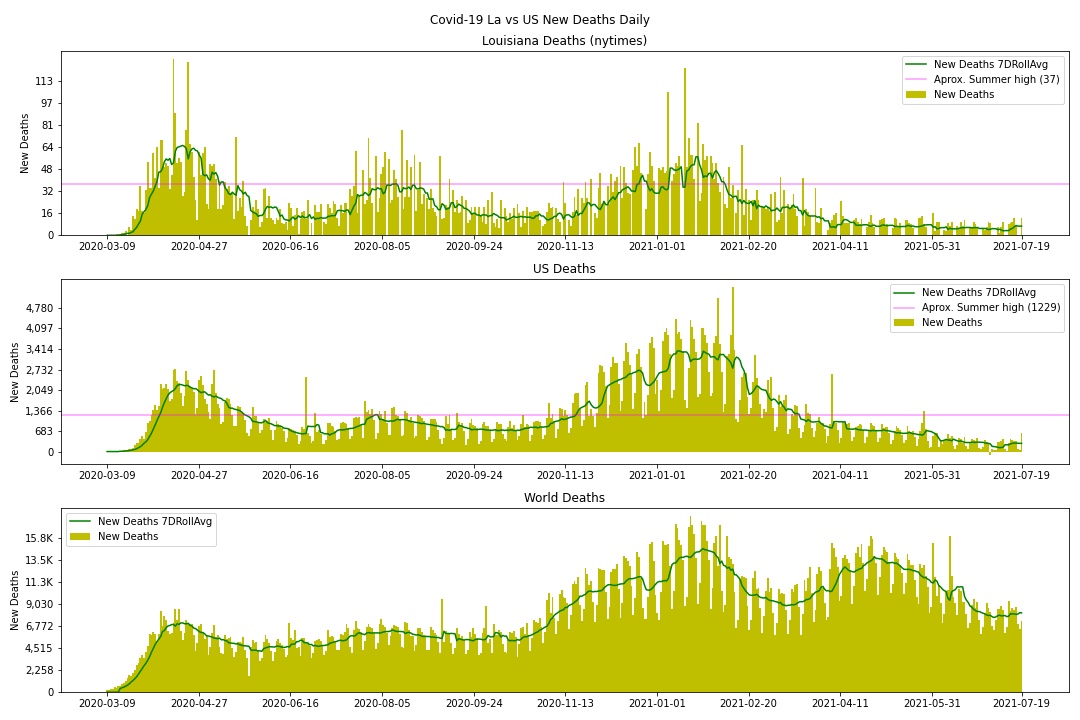 Covid-19 La vs US New Deaths Daily
Louisiana Deaths (nytimes)
New Deaths
113
97
81
64
48
32
16
0
New Deaths 7DRollAvg
Aprox. Summer high (37)
New Deaths
2020-03-09 2020-04-27 2020-06-16 2020-08-05 2020-09-24 2020-11-13 2021-01-01 2021-02-20 2021-04-11 2021-05-31 2021-07-19
US Deaths
New Deaths
4,780
4,097
3,414
2,732
2,049
1,366
683
0
New Deaths 7DRollAvg
Aprox. Summer high (1229)
New Deaths
2020-03-09 2020-04-27 2020-06-16 2020-08-05 2020-09-24 2020-11-13 2021-01-01 2021-02-20 2021-04-11 2021-05-31 2021-07-19
World Deaths
New Deaths
15.8K
13.5K
11.3K
9,030
6,772
4,515
2,258
0
New Deaths 7DRollAvg
New Deaths
2020-03-09 2020-04-27 2020-06-16 2020-08-05 2020-09-24 2020-11-13 2021-01-01 2021-02-20 2021-04-11 2021-05-31 2021-07-19